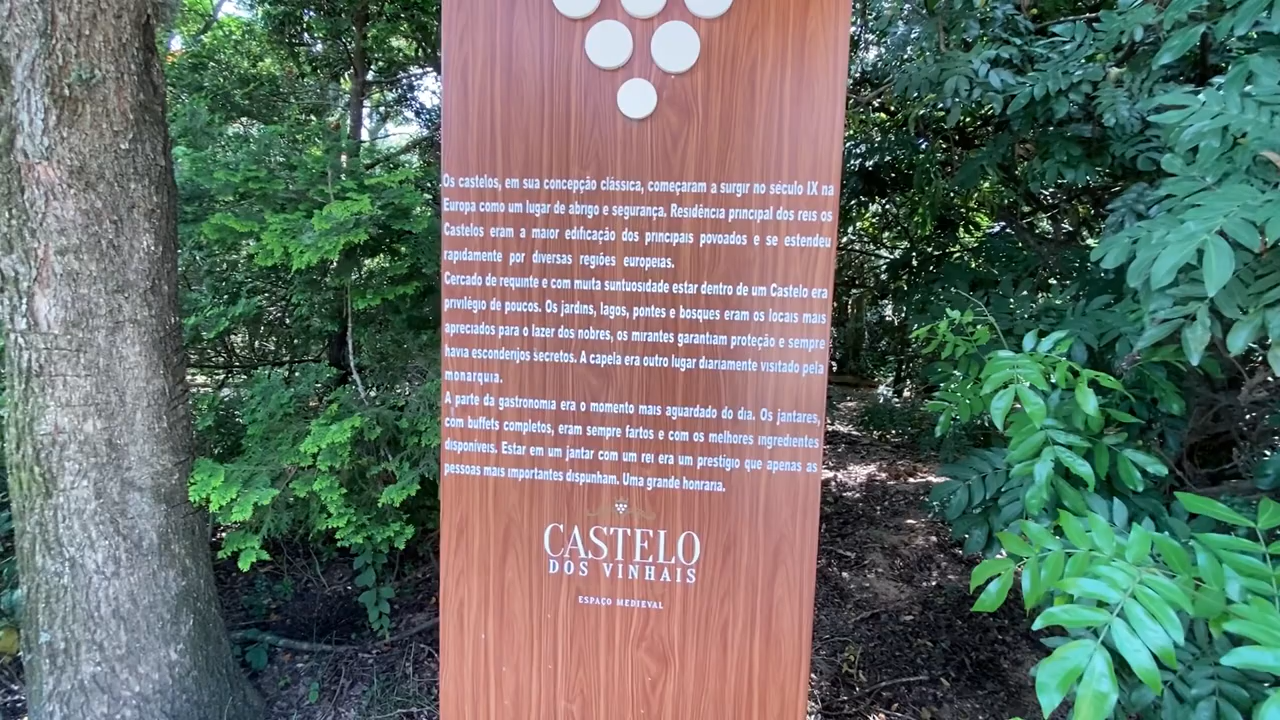 Os castelos, em sua concepção clássica, começaram a surgir no século IX na
Europa como um lugar de abrigo e segurança. Residência principal dos reis os
Castelos eram a maior edificação dos principais povoados e se estendeu
rapidamente por diversas regiões europeias.
Cercado de requinte e com muita suntuosidade estar dentro de um Castelo era
privilégio de poucos. Os jardins, lagos, pontes e bosques eram os locais mais
apreciados para o lazer dos nobres, os mirantes garantiam proteção e sempre
havia esconderijos secretos. A capela era outro lugar diariamente visitado pela
monarquia.
A parte da gastronomia era o momento mais aguardado do dia. Os jantares,
com buffets completos, eram sempre fartos e com os melhores ingredientes
disponíveis. Estar em um jantar com um rei era um prestígio que apenas as
pessoas mais importantes dispunham. Uma grande honraria.
CASTELO
DOS VINHAIS
ESPAÇO MEDIEVAL